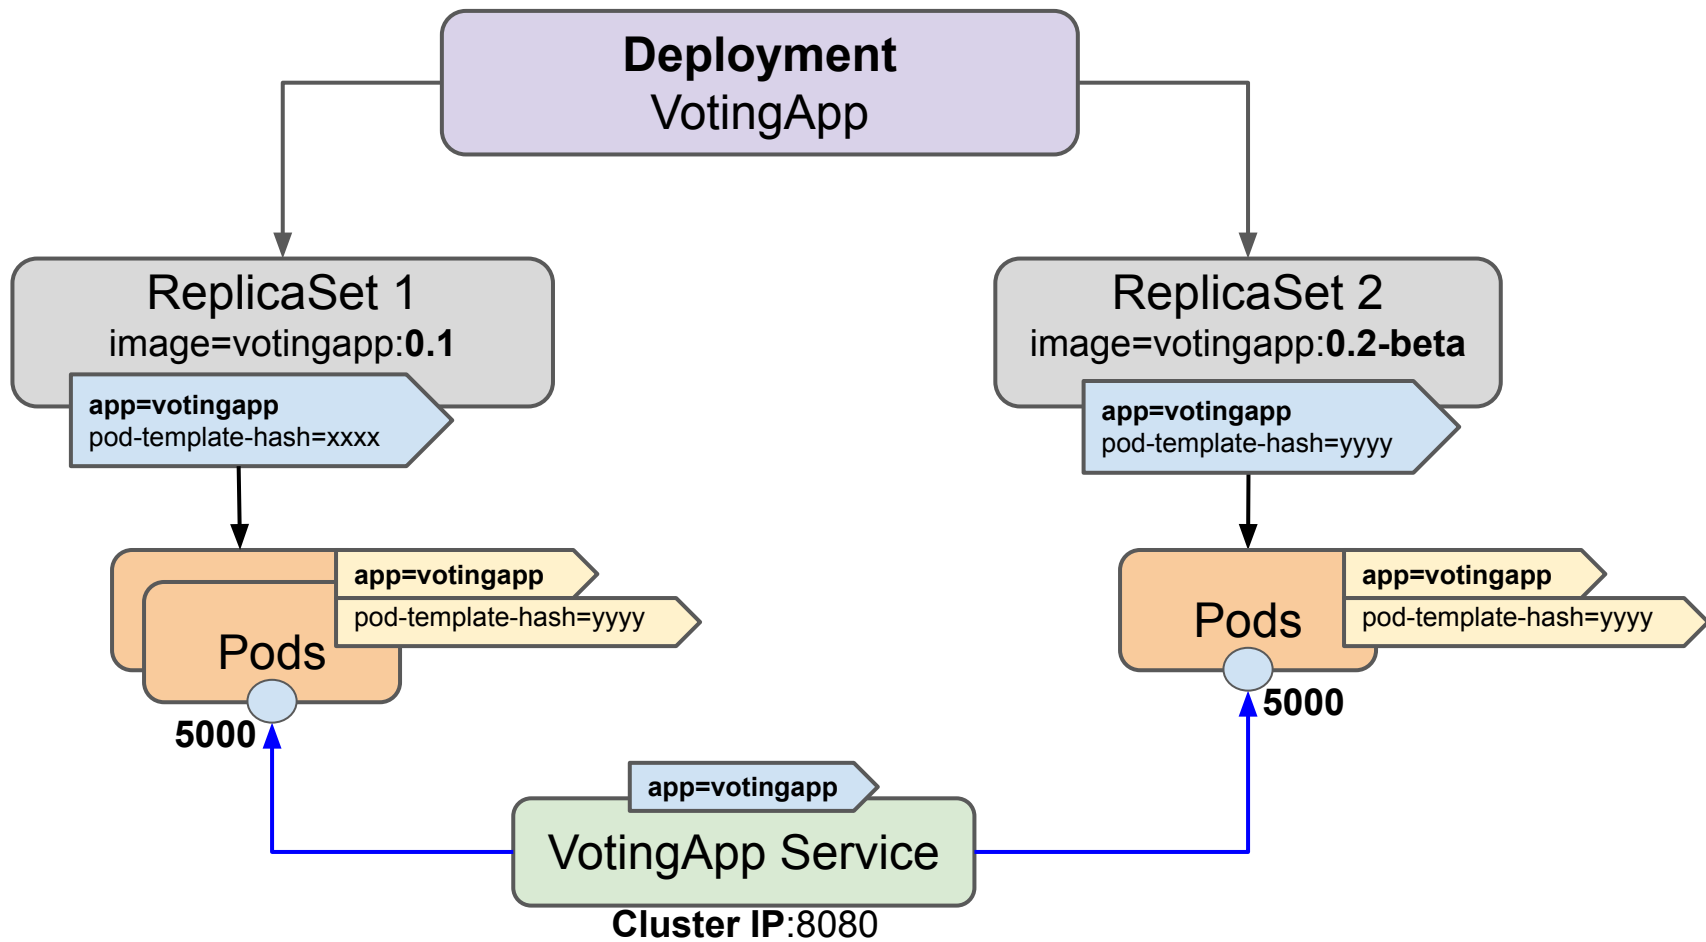 Deployment
VotingApp
ReplicaSet 1
image=votingapp:0.1
app=votingapp
pod-template-hash=xxxx
ReplicaSet 2
image=votingapp:0.2-beta
app=votingapp
pod-template-hash=yyyy
app=votingapp
pod-template-hash=yyyy
Pods
5000
app=votingapp
pod-template-hash=yyyy
Pods
5000
app=votingapp
VotingApp Service
Cluster IP:8080